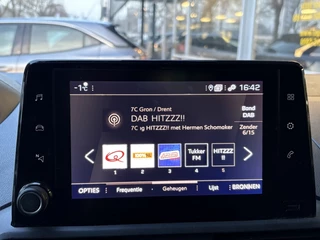 -1°C
16:42
7C Gron / Drent
DAB HITZZZ!!
7C ig HITZZZ!! met Hermen Schomaker
Band
DAB
Zender
6/15
Tukker
FM
HITZZZ
!!
1 2 3 4 5
OPTIES Frequentie Geheugen Lijst BRONNEN